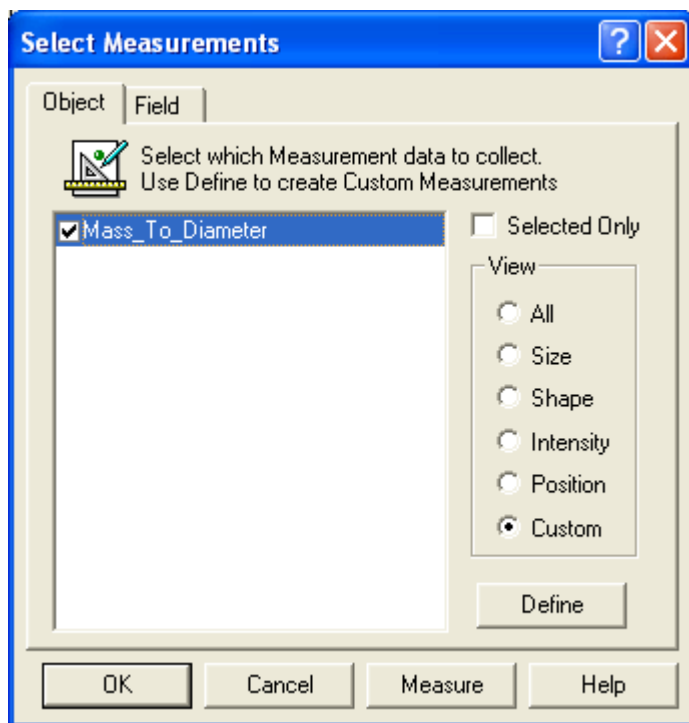 Select Measurements
Object
Field
Select which Measurement data to collect.
Use Define to create Custom Measurements
Mass_To_Diameter
Selected Only
View
All
Size
Shape
Intensity
Position
Custom
Define
OK
Cancel
Measure
Help